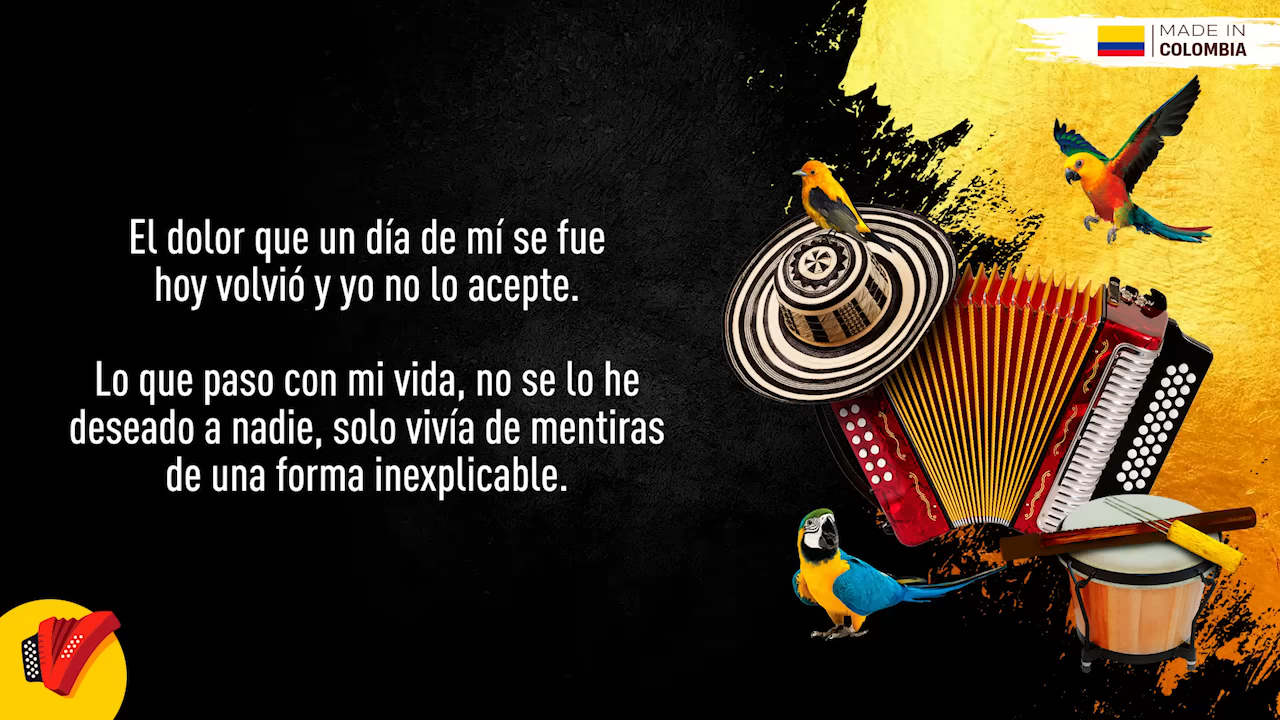 MADE IN
COLOMBIA
El dolor que un día de mí se fue
hoy volvió y yo no lo acepte.
Lo que paso con mi vida, no se lo he
deseado a nadie, solo vivía de mentiras
de una forma inexplicable.